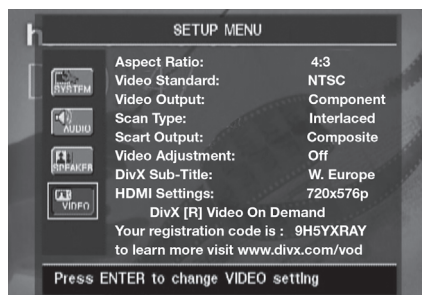 h
SETUP MENU
SYSTEM
AUDIO
SPEAKER
VIDEO
Aspect Ratio: 4:3
Video Standard: NTSC
Video Output: Component
Scan Type: Interlaced
Scart Output: Composite
Video Adjustment: Off
DivX Sub-Title: W. Europe
HDMI Settings: 720x576p
DivX [R] Video On Demand
Your registration code is : 9H5YXRAY
to learn more visit www.divx.com/vod
Press ENTER to change VIDEO setting